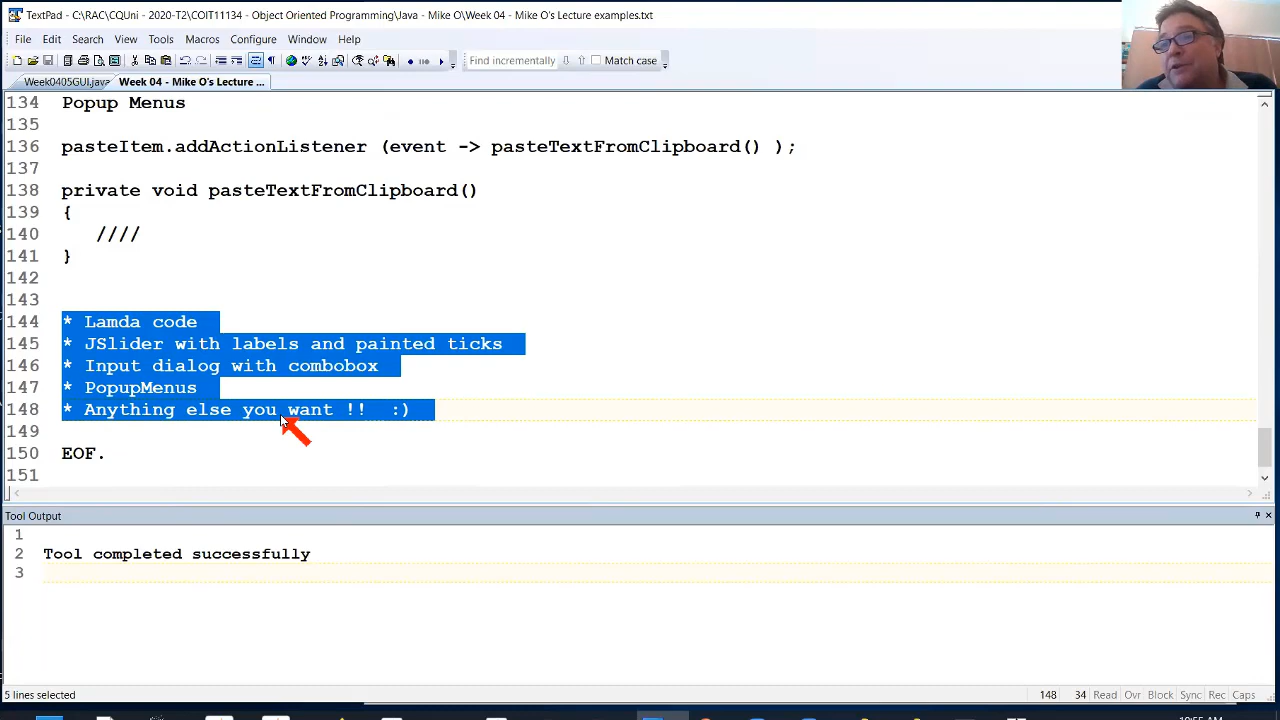 TextPad - C:\RAC\CQUni - 2020-T2\COIT11134 - Object Oriented Programming\Java - Mike O\Week 04 - Mike O's Lecture examples.txt
File Edit Search View Tools Macros Configure Window Help
Find incrementally Match case
Week0405GUI.java Week 04 - Mike O's Lecture ...
134 Popup Menus
135
136 pasteItem.addActionListener (event -> pasteTextFromClipboard() );
137
138 private void pasteTextFromClipboard()
139 {
140 ////
141 }
142
143
144 * Lamda code
145 * JSlider with labels and painted ticks
146 * Input dialog with combobox
147 * PopupMenus
148 * Anything else you want !! :)
149
150 EOF.
151
Tool Output
1
2 Tool completed successfully
3
5 lines selected 148 34 Read Ovr Block Sync Rec Caps